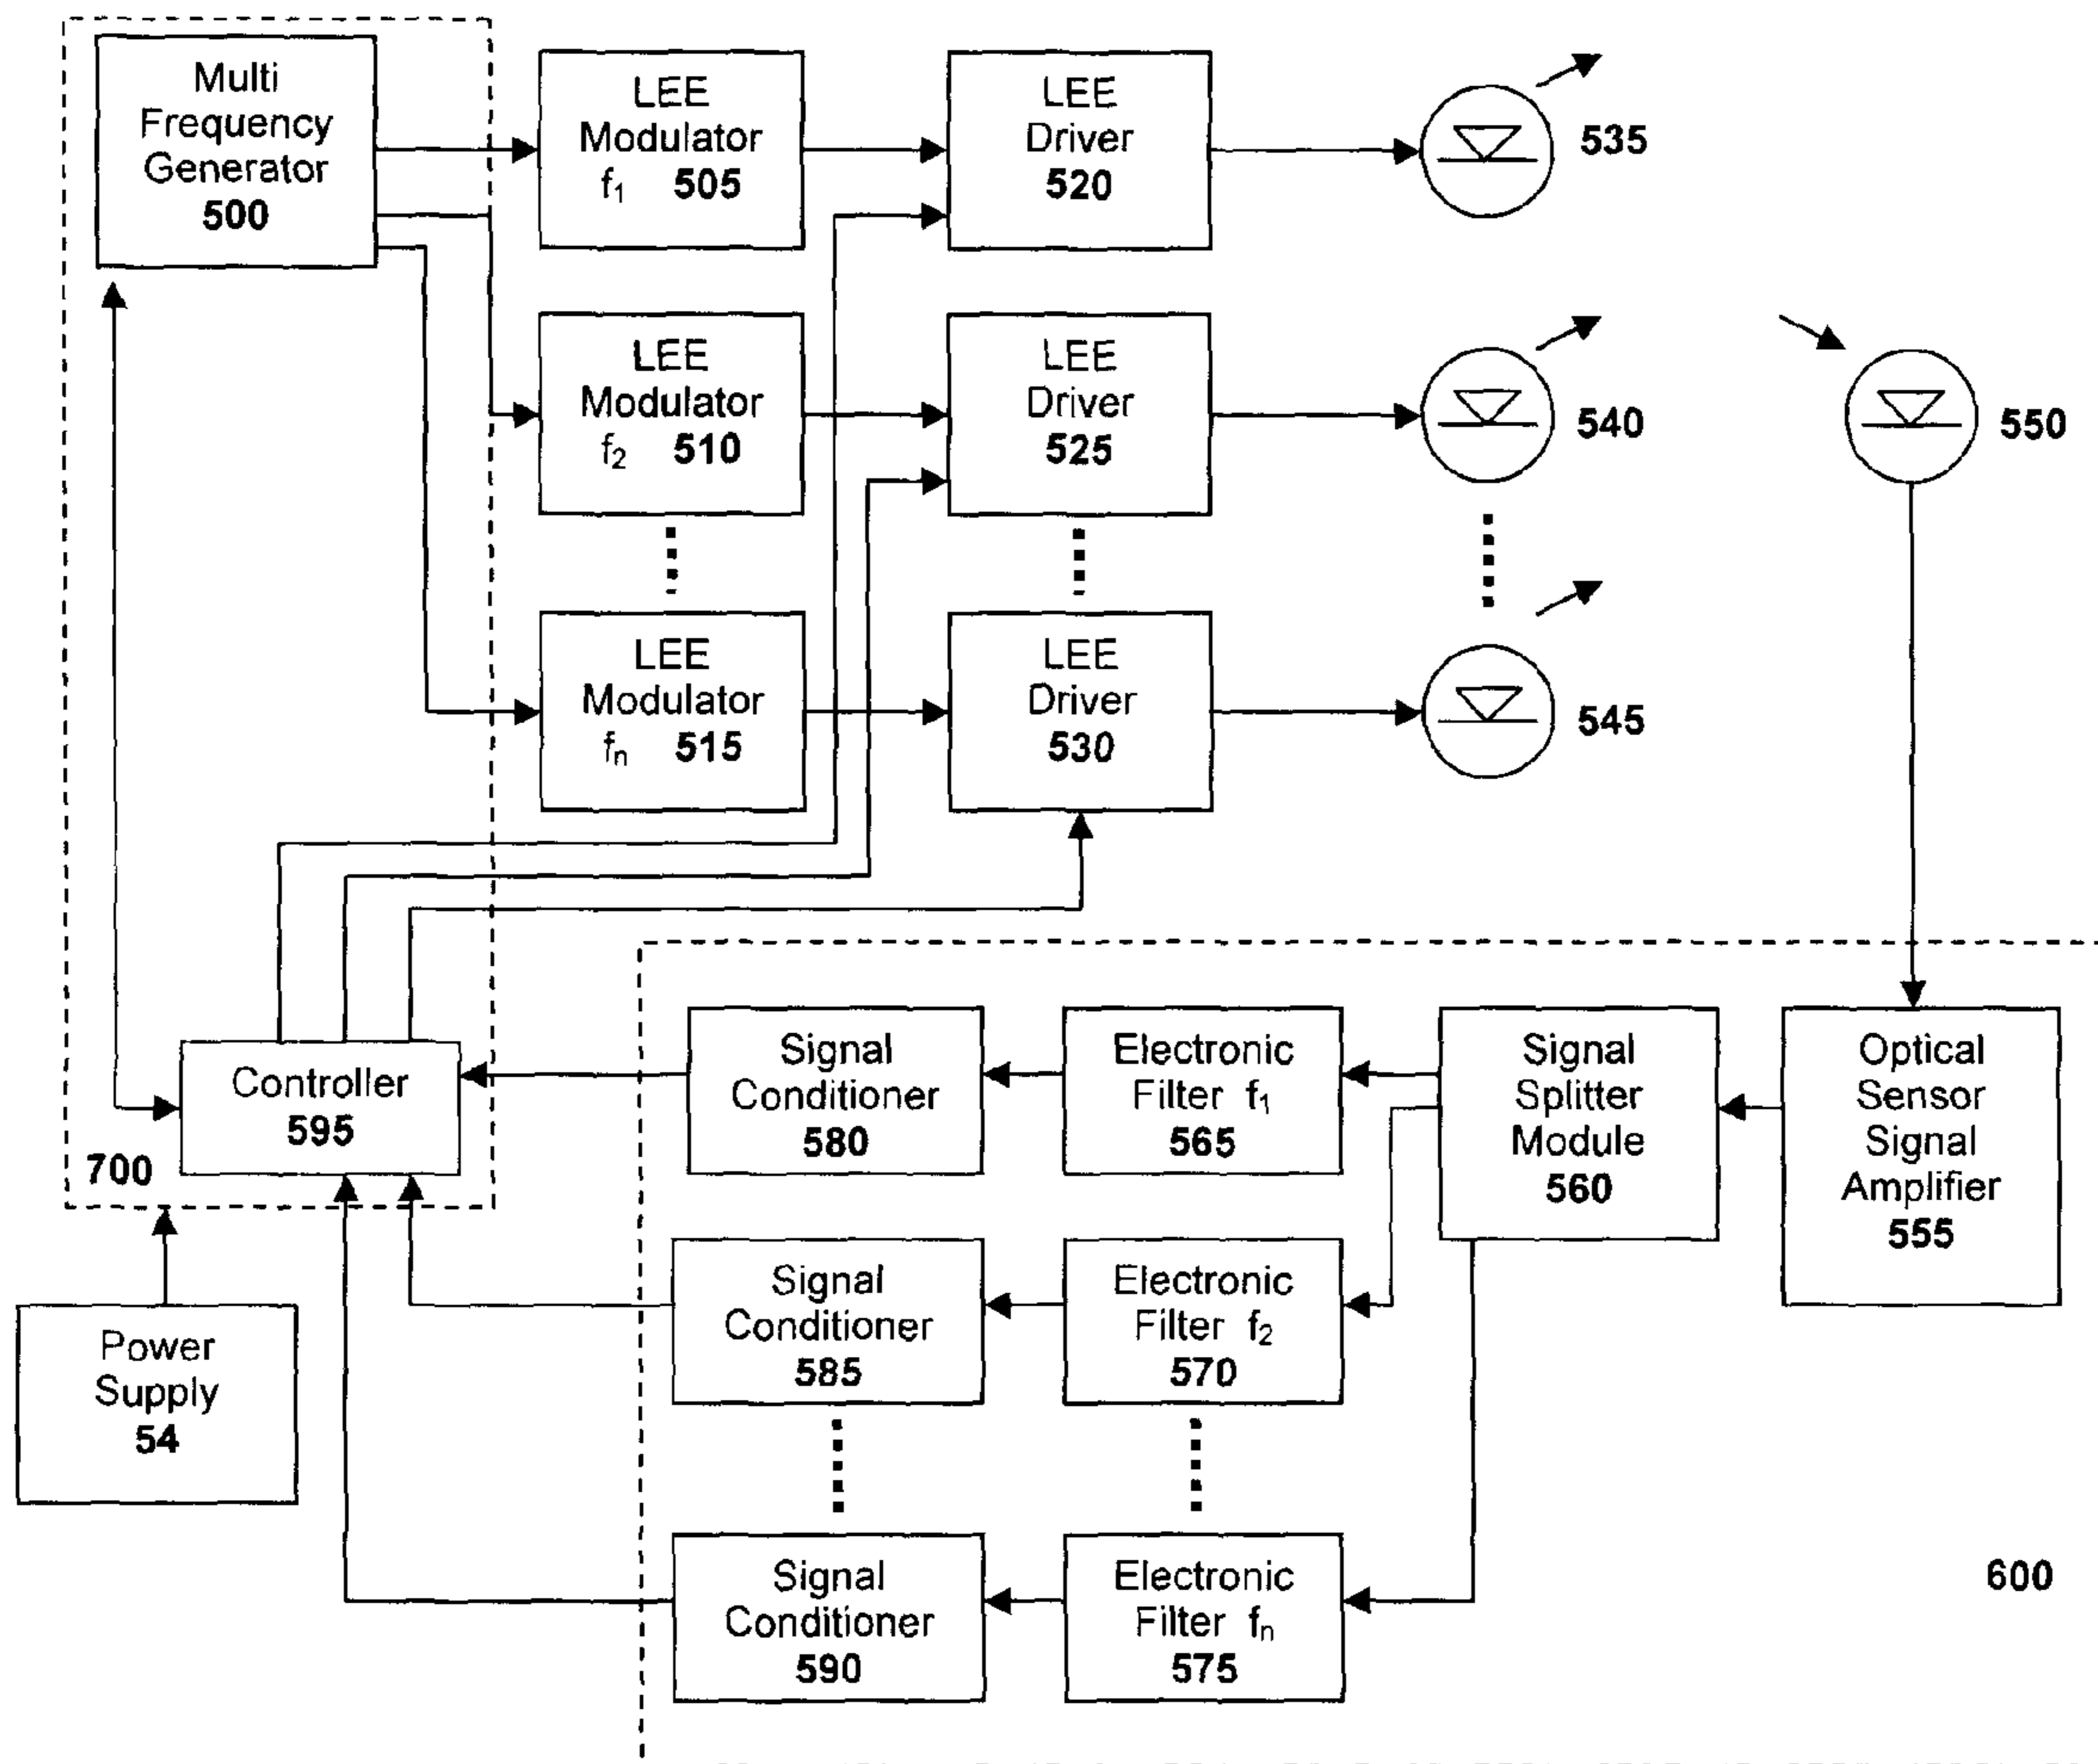 Multi
Frequency
Generator
500
LEE
Modulator
f1 505
LEE
Driver
520
535
LEE
Modulator
f2 510
LEE
Driver
525
540
550
LEE
Modulator
fn 515
LEE
Driver
530
545
Controller
595
700
Signal
Conditioner
580
Electronic
Filter f1
565
Signal
Splitter
Module
560
Optical
Sensor
Signal
Amplifier
555
Power
Supply
54
Signal
Conditioner
585
Electronic
Filter f2
570
Signal
Conditioner
590
Electronic
Filter fn
575
600